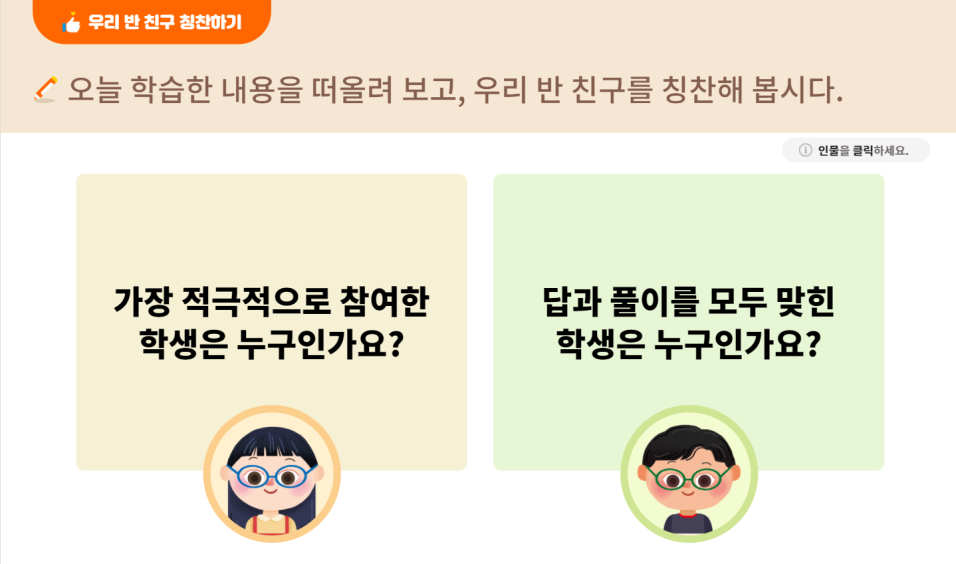 우리 반 친구 칭찬하기
오늘 학습한 내용을 떠올려 보고, 우리 반 친구를 칭찬해 봅시다.
인물을 클릭하세요.
가장 적극적으로 참여한
학생은 누구인가요?
답과 풀이를 모두 맞힌
학생은 누구인가요?